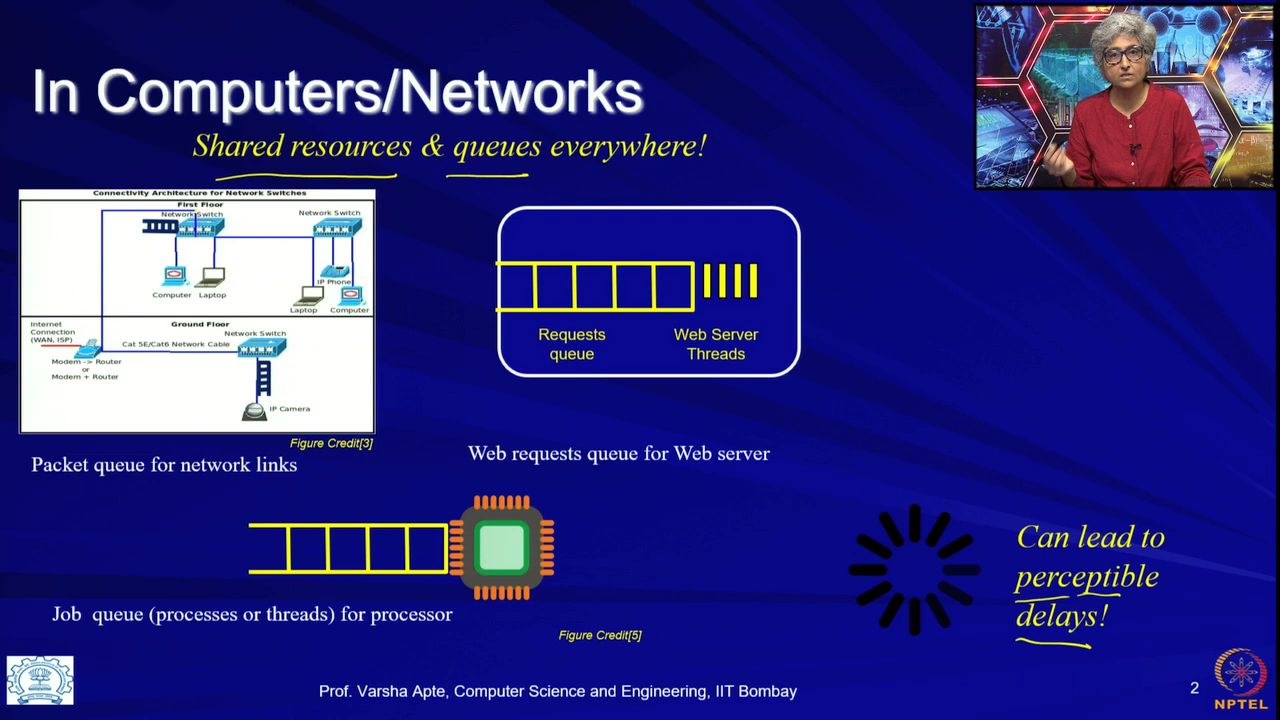 In Computers/Networks
Shared resources & queues everywhere!
Connectivity Architecture for Network Switches
First Floor
Network Switch
Network Switch
IP Phone
Computer
Laptop
Laptop
Computer
Internet
Connection
(WAN, ISP)
Ground Floor
Network Switch
Cat 5E/Cat6 Network Cable
Modem -> Router
or
Modem + Router
IP Camera
Figure Credit[3]
Packet queue for network links
Requests
queue
Web Server
Threads
Web requests queue for Web server
Job queue (processes or threads) for processor
Figure Credit[5]
Can lead to
perceptible
delays!
Prof. Varsha Apte, Computer Science and Engineering, IIT Bombay
2
NPTEL